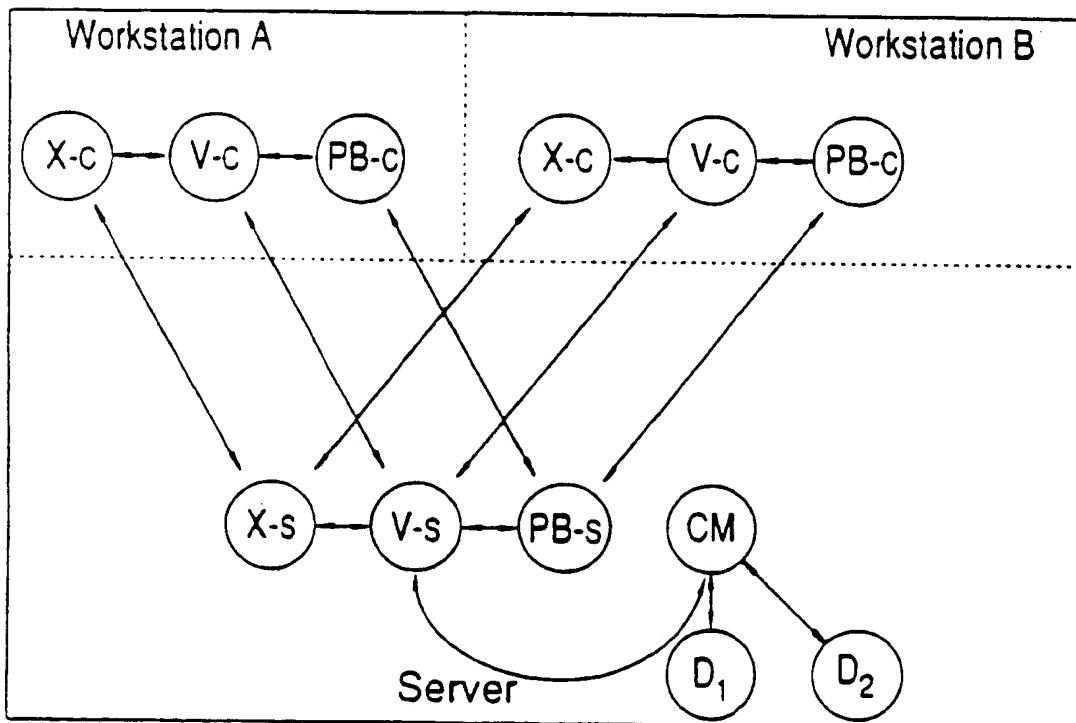 Workstation A
Workstation B
X-c
V-c
PB-c
X-c
V-c
PB-c
X-s
V-s
PB-s
CM
Server
D1
D2